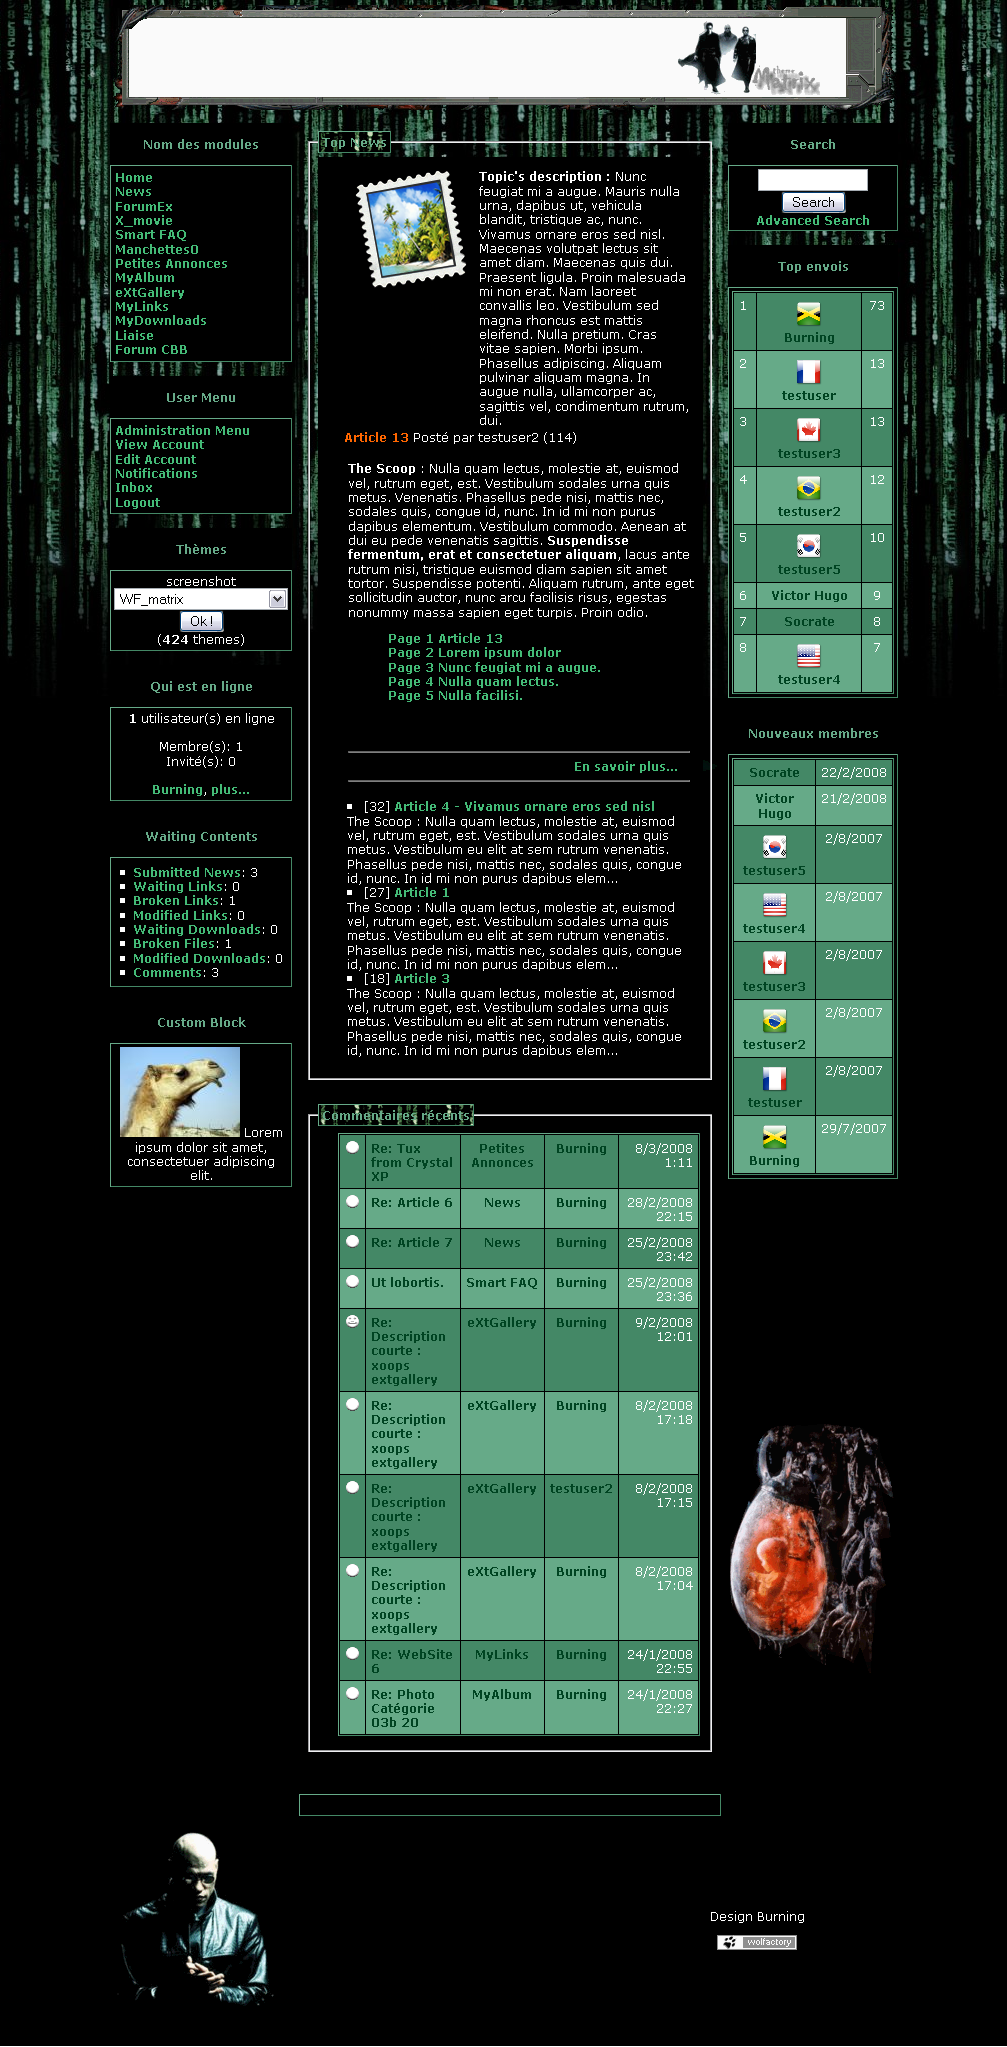 Matrix
Nom des modules
Home
News
ForumEx
X_movie
Smart FAQ
Manchettes0
Petites Annonces
MyAlbum
eXtGallery
MyLinks
MyDownloads
Liaise
Forum CBB
User Menu
Administration Menu
View Account
Edit Account
Notifications
Inbox
Logout
Thèmes
screenshot
WF_matrix
Ok !
(424 themes)
Qui est en ligne
1 utilisateur(s) en ligne
Membre(s): 1
Invité(s): 0
Burning, plus...
Waiting Contents
Submitted News: 3
Waiting Links: 0
Broken Links: 1
Modified Links: 0
Waiting Downloads: 0
Broken Files: 1
Modified Downloads: 0
Comments: 3
Custom Block
Lorem
ipsum dolor sit amet,
consectetuer adipiscing
elit.
Top News
Topic's description : Nunc
feugiat mi a augue. Mauris nulla
urna, dapibus ut, vehicula
blandit, tristique ac, nunc.
Vivamus ornare eros sed nisl.
Maecenas volutpat lectus sit
amet diam. Maecenas quis dui.
Praesent ligula. Proin malesuada
mi non erat. Nam laoreet
convallis leo. Vestibulum sed
magna rhoncus est mattis
eleifend. Nulla pretium. Cras
vitae sapien. Morbi ipsum.
Phasellus adipiscing. Aliquam
pulvinar aliquam magna. In
augue nulla, ullamcorper ac,
sagittis vel, condimentum rutrum,
dui.
Article 13 Posté par testuser2 (114)
The Scoop : Nulla quam lectus, molestie at, euismod
vel, rutrum eget, est. Vestibulum sodales urna quis
metus. Venenatis. Phasellus pede nisi, mattis nec,
sodales quis, congue id, nunc. In id mi non purus
dapibus elementum. Vestibulum commodo. Aenean at
dui eu pede venenatis sagittis. Suspendisse
fermentum, erat et consectetuer aliquam, lacus ante
rutrum nisi, tristique euismod diam sapien sit amet
tortor. Suspendisse potenti. Aliquam rutrum, ante eget
sollicitudin auctor, nunc arcu facilisis risus, egestas
nonummy massa sapien eget turpis. Proin odio.
Page 1 Article 13
Page 2 Lorem ipsum dolor
Page 3 Nunc feugiat mi a augue.
Page 4 Nulla quam lectus.
Page 5 Nulla facilisi.
En savoir plus...
[32] Article 4 - Vivamus ornare eros sed nisl
The Scoop : Nulla quam lectus, molestie at, euismod
vel, rutrum eget, est. Vestibulum sodales urna quis
metus. Vestibulum eu elit at sem rutrum venenatis.
Phasellus pede nisi, mattis nec, sodales quis, congue
id, nunc. In id mi non purus dapibus elem...
[27] Article 1
The Scoop : Nulla quam lectus, molestie at, euismod
vel, rutrum eget, est. Vestibulum sodales urna quis
metus. Vestibulum eu elit at sem rutrum venenatis.
Phasellus pede nisi, mattis nec, sodales quis, congue
id, nunc. In id mi non purus dapibus elem...
[18] Article 3
The Scoop : Nulla quam lectus, molestie at, euismod
vel, rutrum eget, est. Vestibulum sodales urna quis
metus. Vestibulum eu elit at sem rutrum venenatis.
Phasellus pede nisi, mattis nec, sodales quis, congue
id, nunc. In id mi non purus dapibus elem...
Commentaires récents
Re: Tux Petites Burning 8/3/2008
from Crystal Annonces 1:11
XP
Re: Article 6 News Burning 28/2/2008
22:15
Re: Article 7 News Burning 25/2/2008
23:42
Ut lobortis. Smart FAQ Burning 25/2/2008
23:36
Re: eXtGallery Burning 9/2/2008
Description 12:01
courte :
xoops
extgallery
Re: eXtGallery Burning 8/2/2008
Description 17:18
courte :
xoops
extgallery
Re: eXtGallery testuser2 8/2/2008
Description 17:15
courte :
xoops
extgallery
Re: eXtGallery Burning 8/2/2008
Description 17:04
courte :
xoops
extgallery
Re: WebSite MyLinks Burning 24/1/2008
6 22:55
Re: Photo MyAlbum Burning 24/1/2008
Catégorie 22:27
03b 20
Search
Search
Advanced Search
Top envois
1 Burning 73
2 testuser 13
3 testuser3 13
4 testuser2 12
5 testuser5 10
6 Victor Hugo 9
7 Socrate 8
8 testuser4 7
Nouveaux membres
Socrate 22/2/2008
Victor 21/2/2008
Hugo
testuser5 2/8/2007
testuser4 2/8/2007
testuser3 2/8/2007
testuser2 2/8/2007
testuser 2/8/2007
Burning 29/7/2007
Design Burning
wolfactory